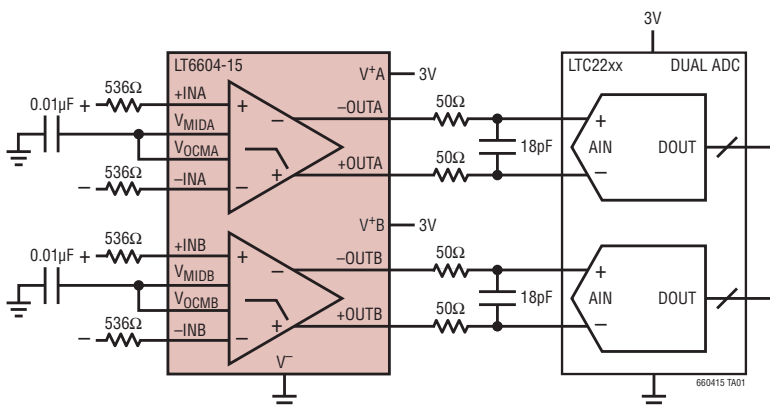 3V
LT6604-15
LTC22xx DUAL ADC
V+A 3V
536Ω
+INA
0.01µF +
+ − −OUTA 50Ω
VMIDA
VOCMA
18pF
+ AIN DOUT −
−INA
− 536Ω
− + +OUTA 50Ω
V+B 3V
536Ω
+INB
0.01µF +
+ − −OUTB 50Ω
VMIDB
VOCMB
18pF
+ AIN DOUT −
−INB
− 536Ω
− + +OUTB 50Ω
V−
660415 TA01